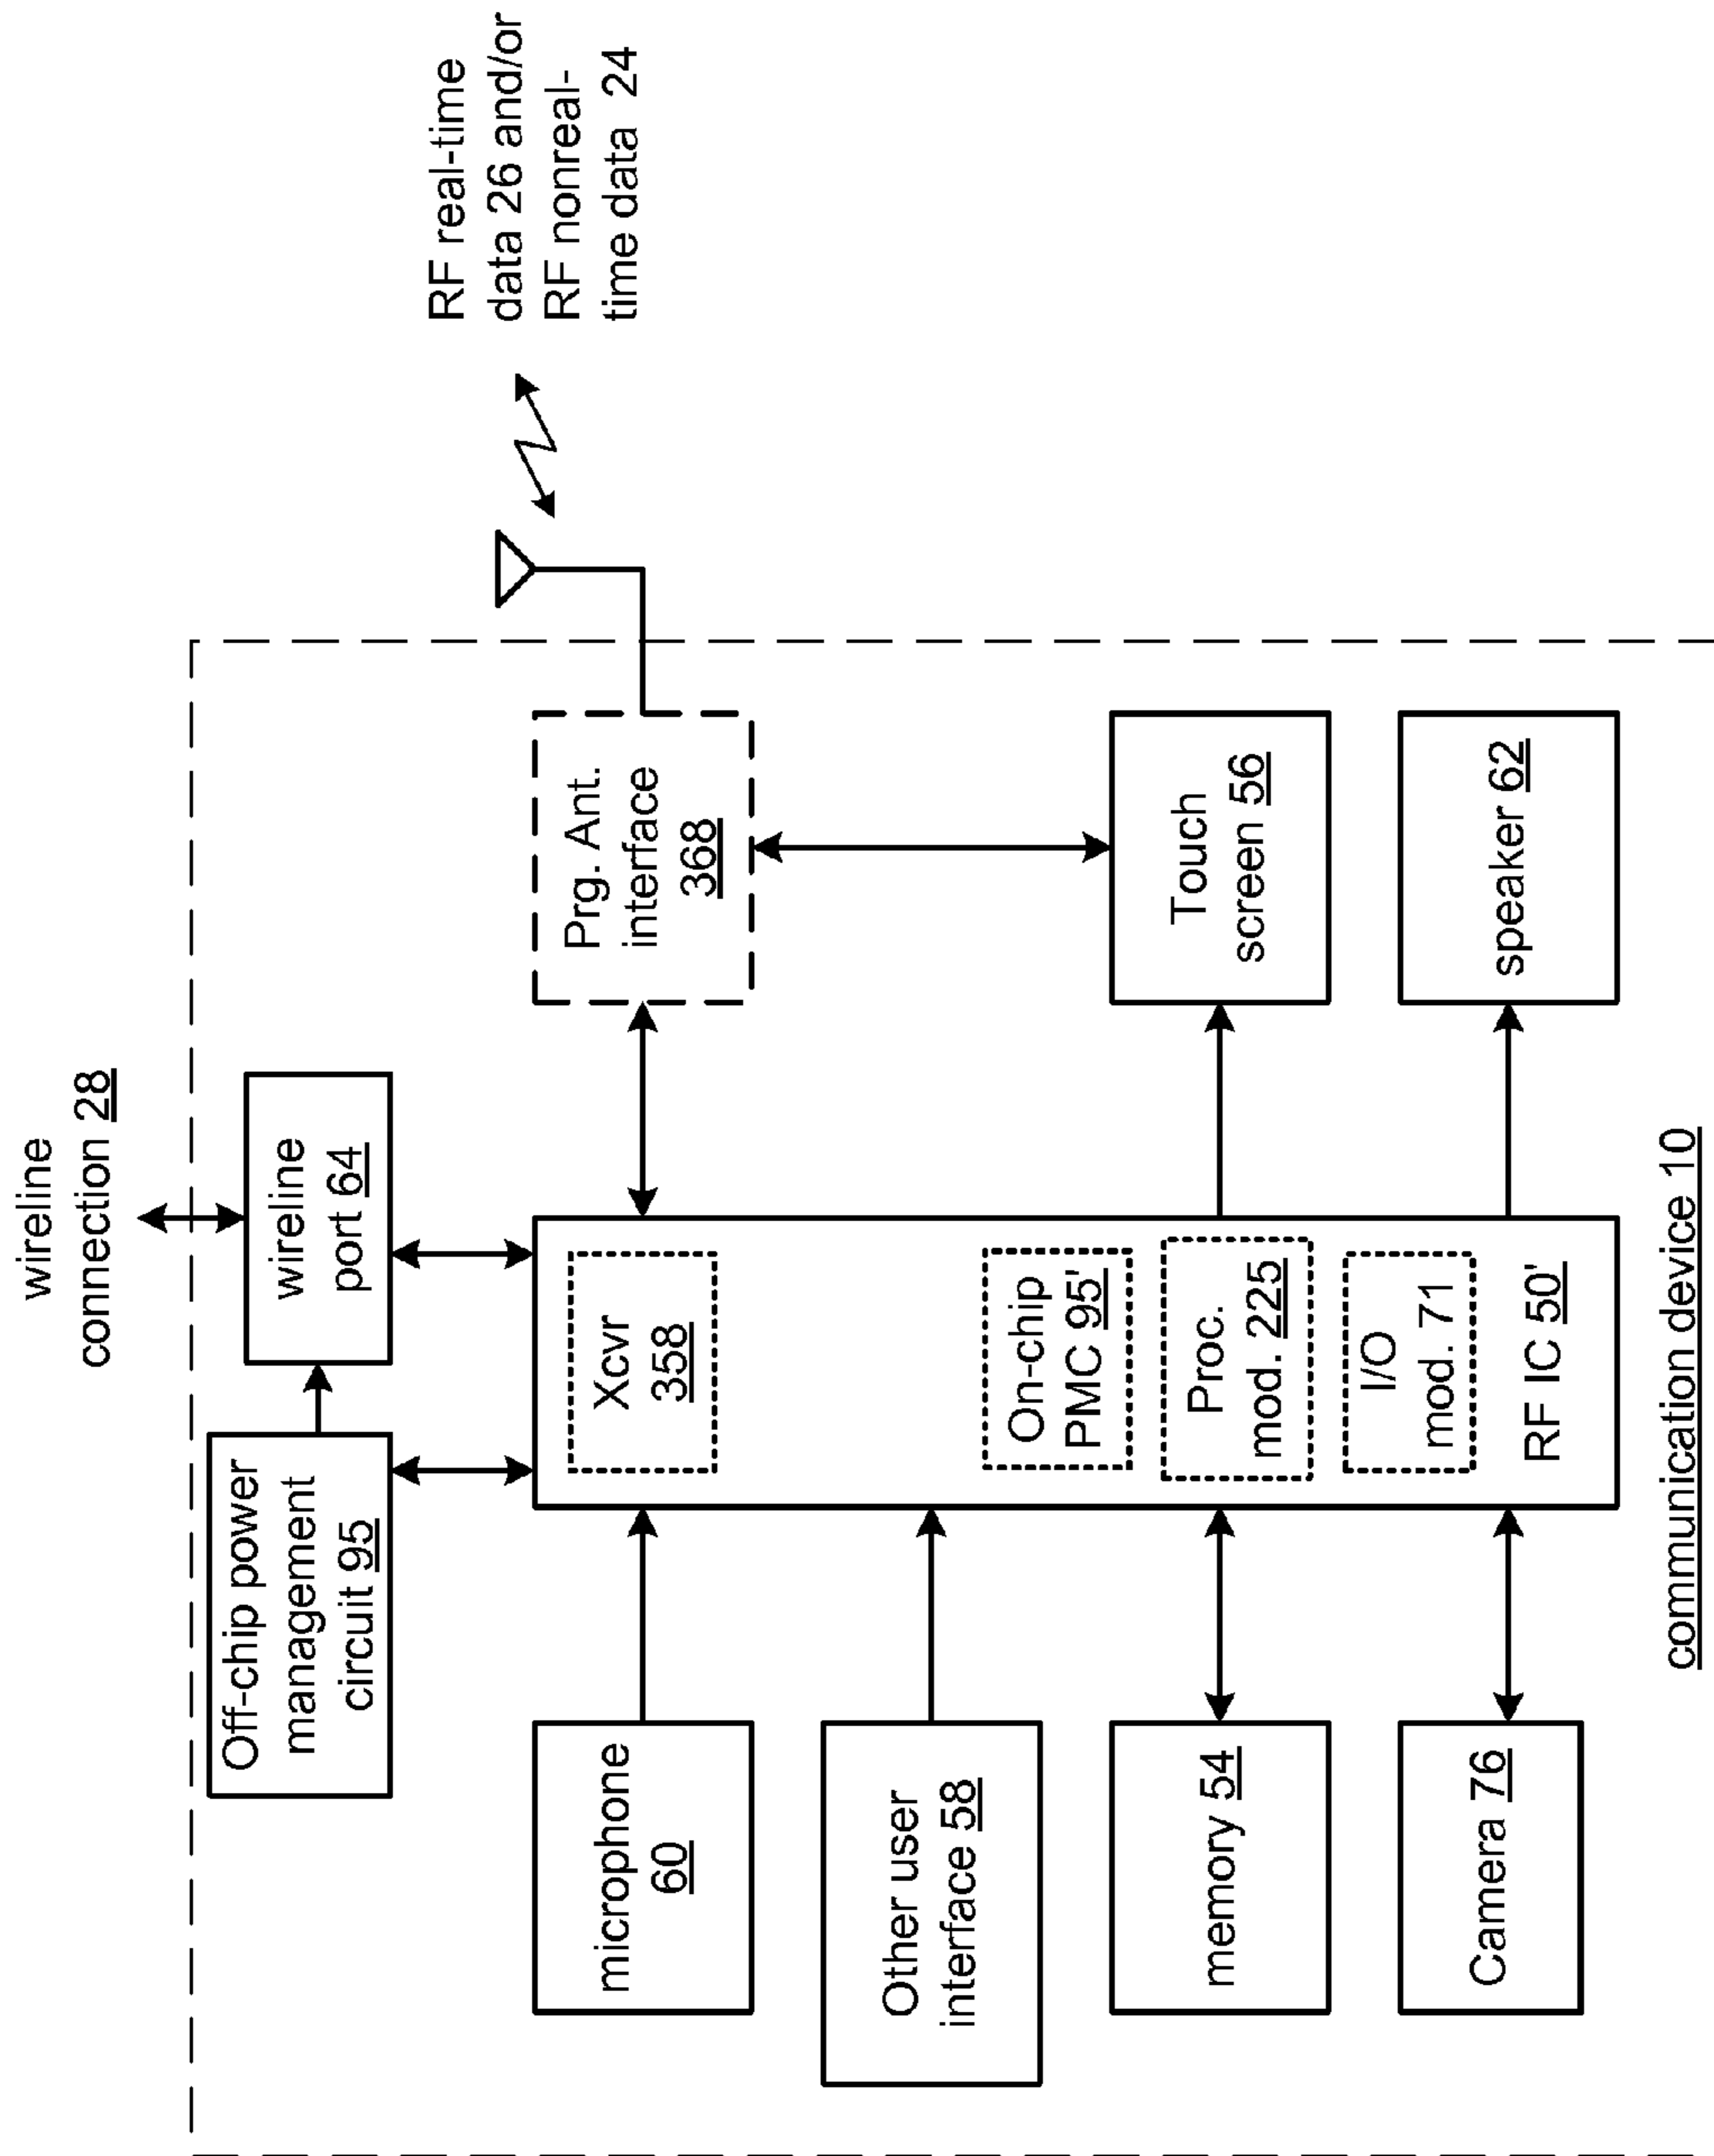 wireline
connection 28
Off-chip power
management
circuit 95
wireline
port 64
RF real-time
data 26 and/or
RF nonreal-
time data 24
microphone
60
Xcvr
358
Prg. Ant.
interface
368
Other user
interface 58
On-chip
PMC 95'
memory 54
Proc.
mod. 225
Touch
screen 56
Camera 76
I/O
mod. 71
RF IC 50'
speaker 62
communication device 10